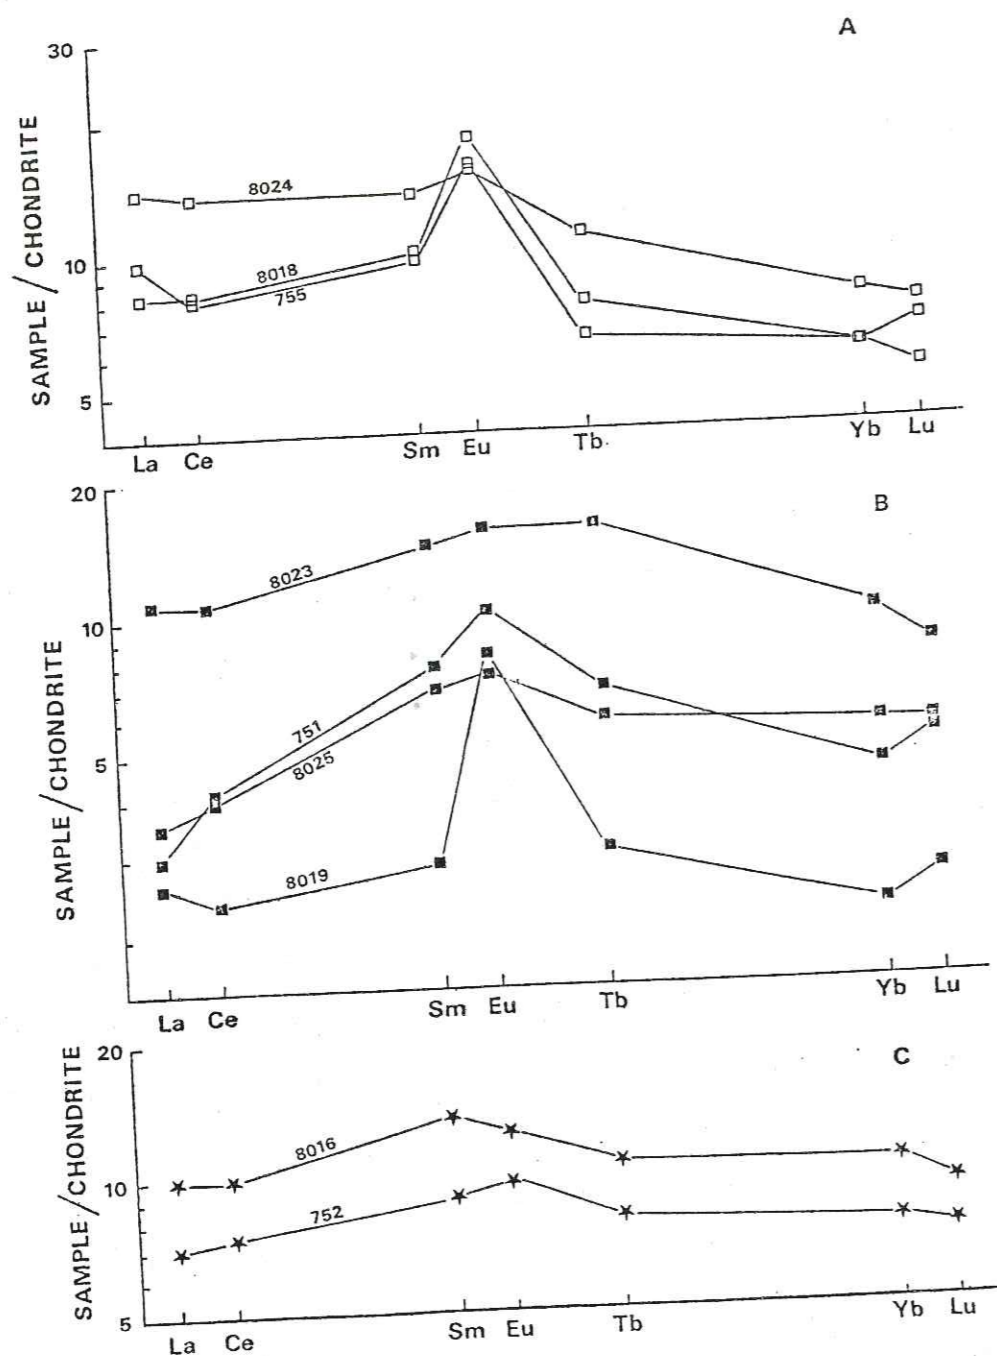 A
30
10
5
SAMPLE / CHONDRITE
8024
8018
755
La Ce Sm Eu Tb Yb Lu
B
20
10
5
SAMPLE / CHONDRITE
8023
751
8025
8019
La Ce Sm Eu Tb Yb Lu
C
20
10
5
SAMPLE / CHONDRITE
8016
752
La Ce Sm Eu Tb Yb Lu